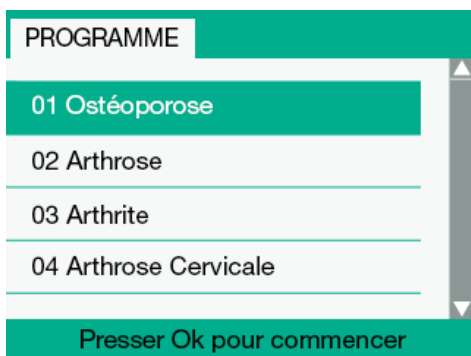 PROGRAMME
01 Ostéoporose
02 Arthrose
03 Arthrite
04 Arthrose Cervicale
Presser Ok pour commencer